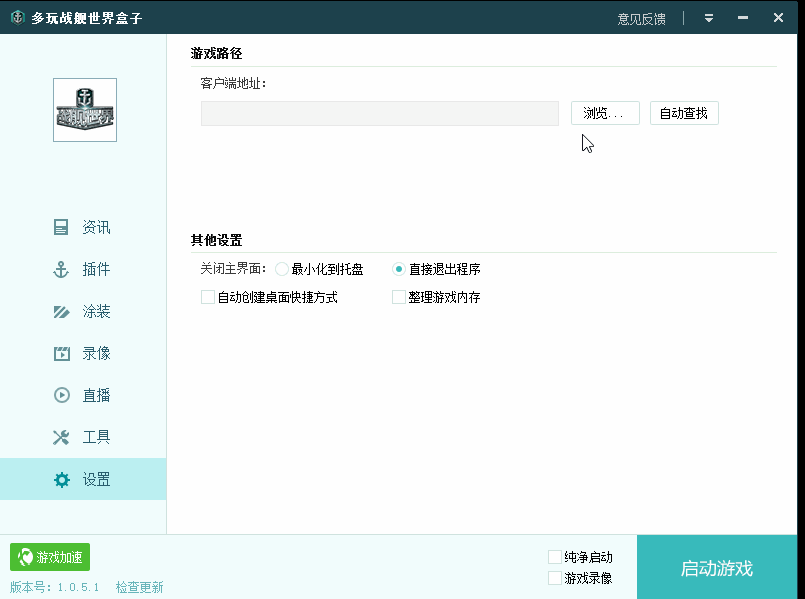 多玩战舰世界盒子
意见反馈
战舰世界
资讯
插件
涂装
录像
直播
工具
设置
游戏路径
客户端地址：
浏览...
自动查找
其他设置
关闭主界面：
最小化到托盘
直接退出程序
自动创建桌面快捷方式
整理游戏内存
游戏加速
版本号：1.0.5.1 检查更新
纯净启动
游戏录像
启动游戏